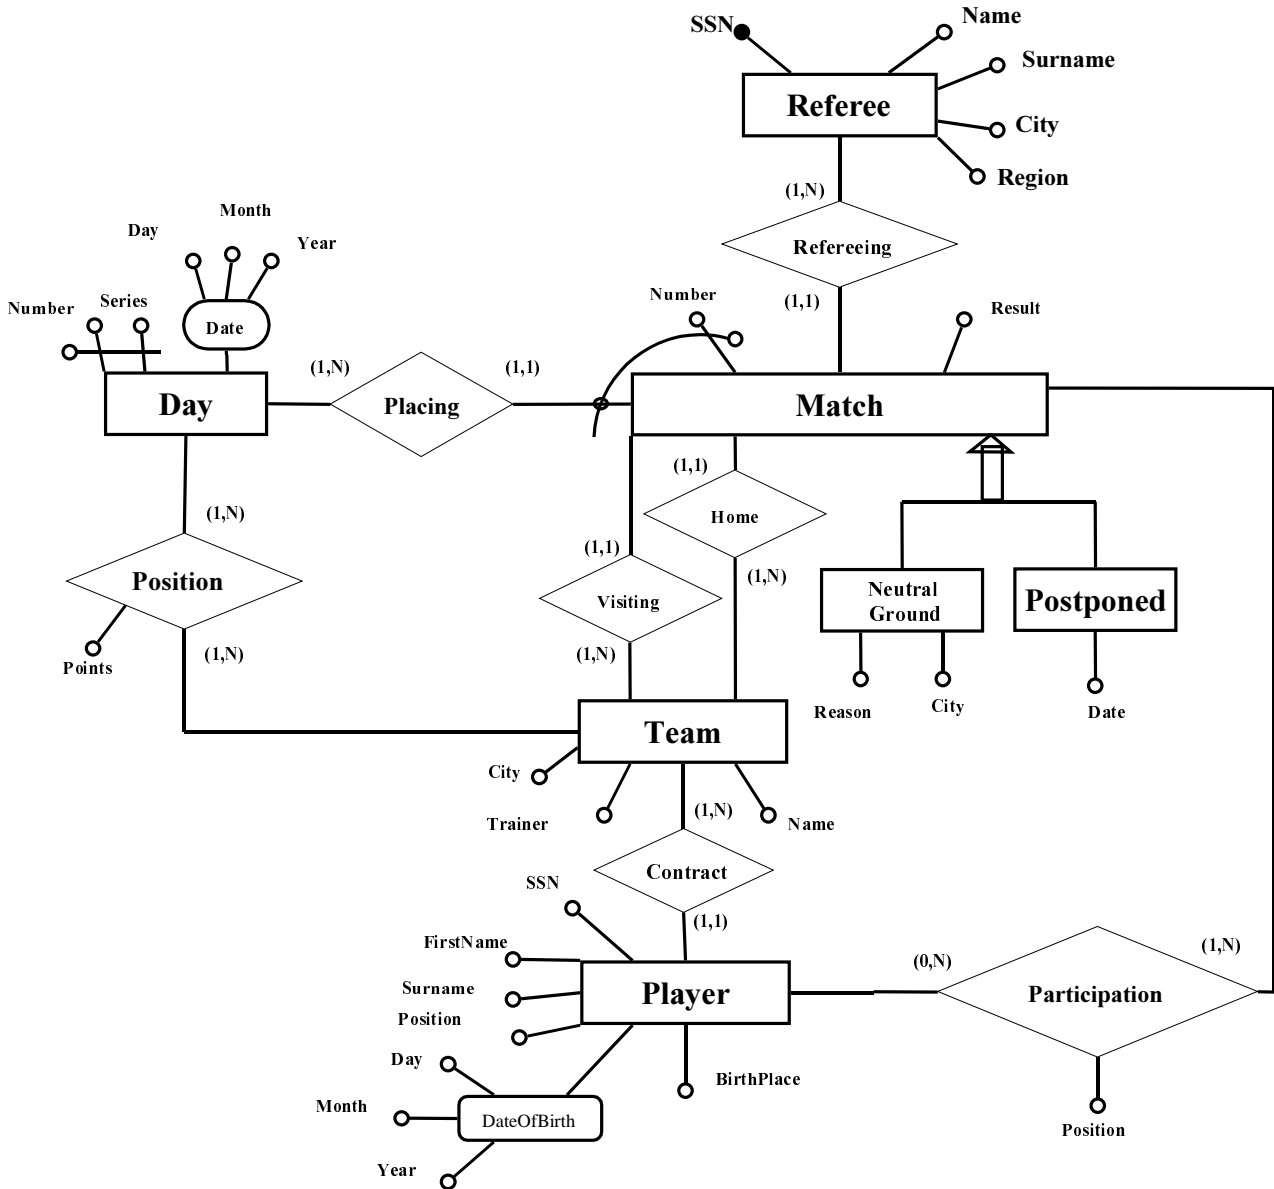 SSN
Name
Surname
Referee
City
Region
(1,N)
Month
Day
Year
Refereeing
Number
Series
Date
(1,1)
Number
Result
(1,N)
(1,1)
Day
Placing
Match
(1,1)
(1,N)
Home
(1,1)
(1,N)
Position
Visiting
Neutral
Ground
Postponed
(1,N)
(1,N)
Points
Reason
City
Date
Team
City
Trainer
(1,N)
Name
Contract
SSN
(1,1)
FirstName
(0,N)
(1,N)
Surname
Player
Participation
Position
Day
BirthPlace
Month
DateOfBirth
Position
Year